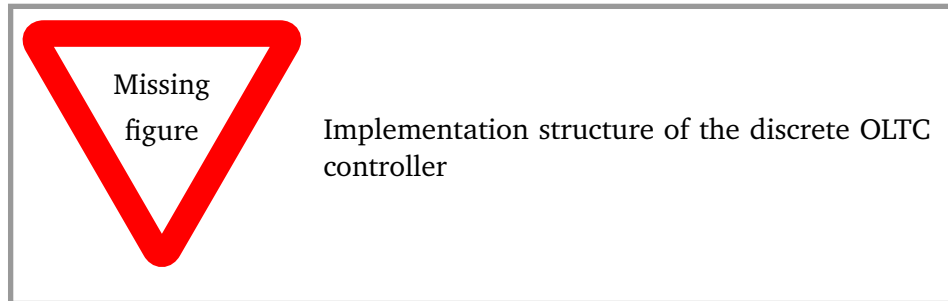 Missing
figure
Implementation structure of the discrete OLTC
controller